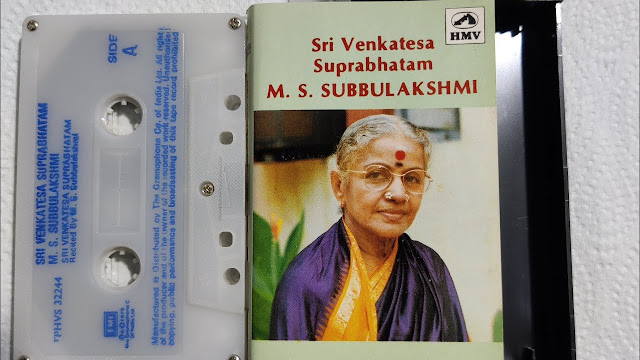 SIDE
A
SRI VENKATESA SUPRABHATAM
M. S. SUBBULAKSHMI
SRI VENKATESA SUPRABHATAM
Recited By M. S. Subbulakshmi
TPHVS 32244
EMI
Manufactured & Distributed by The Gramophone Co. of India Ltd. All right
of the producer and of the owner of the recorded work reserved. Unauthorised
copying, public performance and broadcasting of this tape record prohibited
HMV
Sri Venkatesa
Suprabhatam
M. S. SUBBULAKSHMI